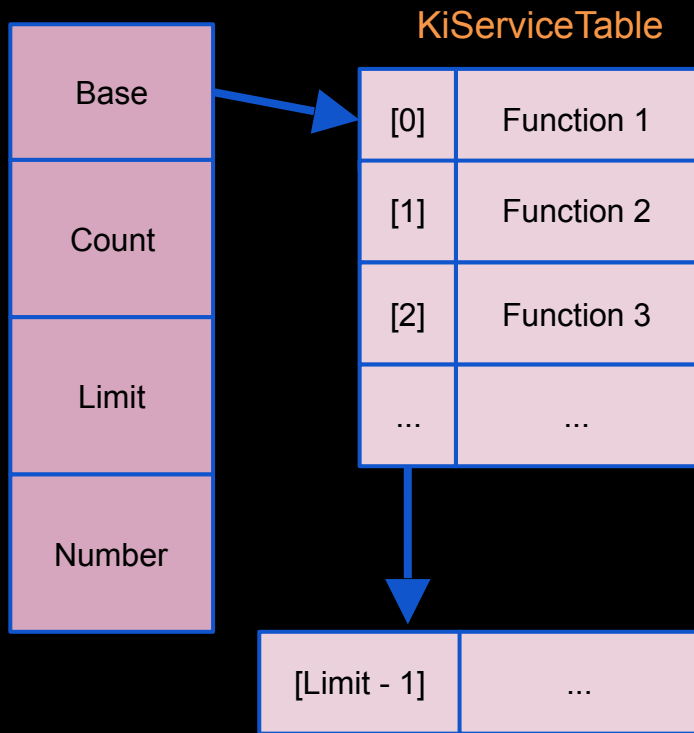 KiServiceTable
Base
Count
Limit
Number
[0] Function 1
[1] Function 2
[2] Function 3
... ...
[Limit - 1] ...